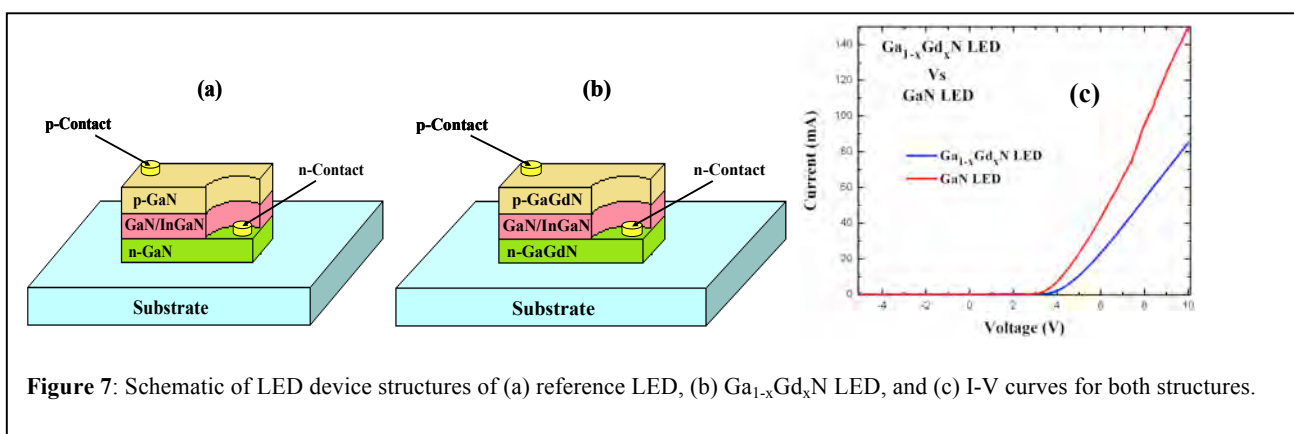 (a)
p-Contact
n-Contact
p-GaN
GaN/InGaN
n-GaN
Substrate
(b)
p-Contact
n-Contact
p-GaGdN
GaN/InGaN
n-GaGdN
Substrate
Ga1-xGdxN LED
Vs
GaN LED
(c)
Ga1-xGdxN LED
GaN LED
Current (mA)
140
120
100
80
60
40
20
0
-4 -2 0 2 4 6 8 10
Voltage (V)
Figure 7: Schematic of LED device structures of (a) reference LED, (b) Ga1-xGdxN LED, and (c) I-V curves for both structures.